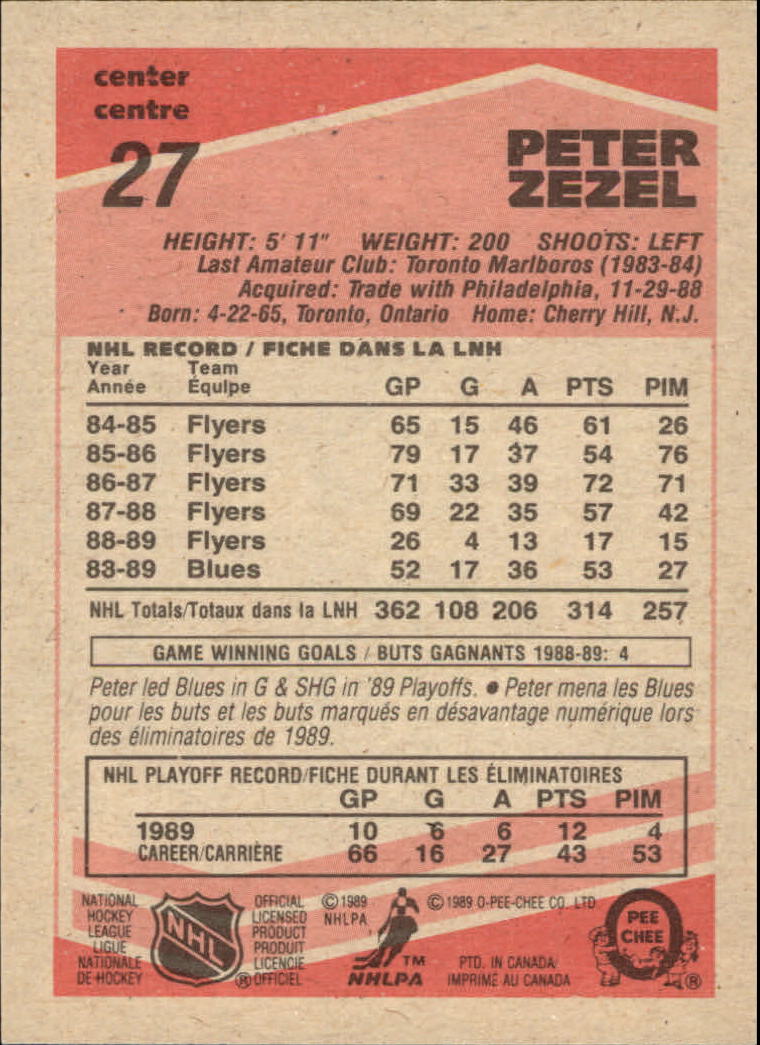 center
centre
27
PETER
ZEZEL
HEIGHT: 5' 11" WEIGHT: 200 SHOOTS: LEFT
Last Amateur Club: Toronto Marlboros (1983-84)
Acquired: Trade with Philadelphia, 11-29-88
Born: 4-22-65, Toronto, Ontario Home: Cherry Hill, N.J.
NHL RECORD / FICHE DANS LA LNH
Year Team
Année Équipe GP G A PTS PIM
84-85 Flyers 65 15 46 61 26
85-86 Flyers 79 17 37 54 76
86-87 Flyers 71 33 39 72 71
87-88 Flyers 69 22 35 57 42
88-89 Flyers 26 4 13 17 15
83-89 Blues 52 17 36 53 27
NHL Totals/Totaux dans la LNH 362 108 206 314 257
GAME WINNING GOALS / BUTS GAGNANTS 1988-89: 4
Peter led Blues in G & SHG in '89 Playoffs. ● Peter mena les Blues
pour les buts et les buts marqués en désavantage numérique lors
des éliminatoires de 1989.
NHL PLAYOFF RECORD/FICHE DURANT LES ÉLIMINATOIRES
GP G A PTS PIM
1989 10 6 6 12 4
CAREER/CARRIÈRE 66 16 27 43 53
NATIONAL
HOCKEY
LEAGUE
LIGUE
NATIONALE
DE HOCKEY
NHL
®
OFFICIAL
LICENSED
PRODUCT
PRODUIT
LICENCIE
OFFICIEL
© 1989
NHLPA
TM
NHLPA
© 1989 O-PEE-CHEE CO. LTD
PTD. IN CANADA/
IMPRIME AU CANADA
PEE
CHEE
®